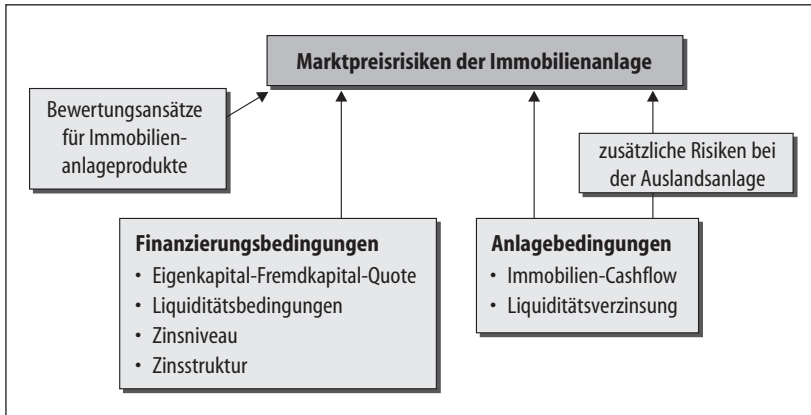 Marktpreisrisiken der Immobilienanlage
Bewertungsansätze
für Immobilien-
anlageprodukte
zusätzliche Risiken bei
der Auslandsanlage
Finanzierungsbedingungen
• Eigenkapital-Fremdkapital-Quote
• Liquiditätsbedingungen
• Zinsniveau
• Zinsstruktur
Anlagebedingungen
• Immobilien-Cashflow
• Liquiditätsverzinsung